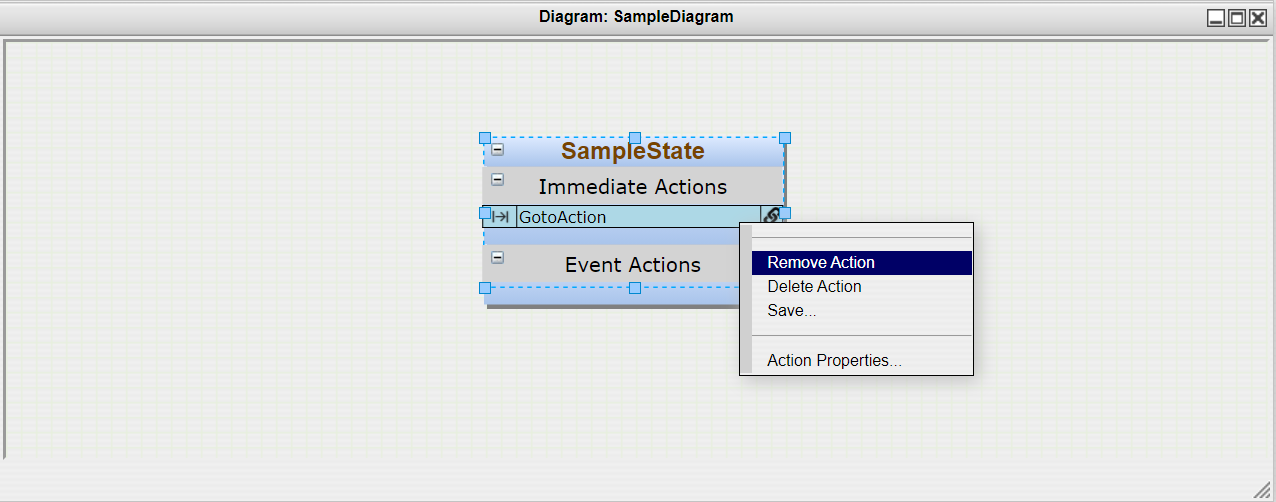 Diagram: SampleDiagram
SampleState
Immediate Actions
GotoAction
Event Actions
Remove Action
Delete Action
Save...
Action Properties...